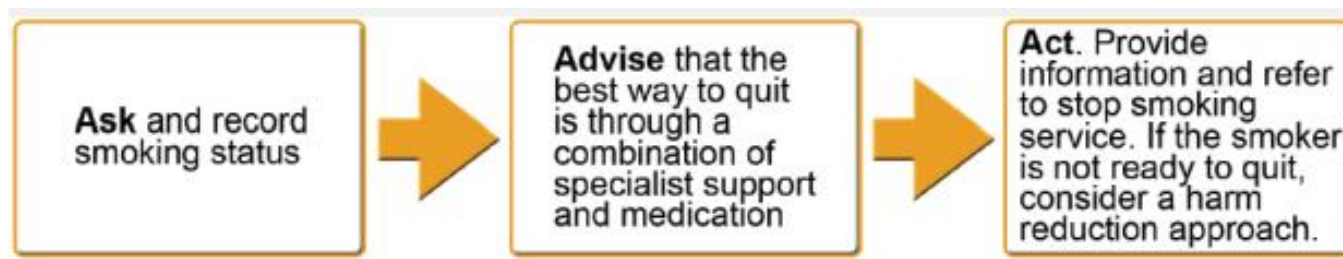 Ask and record
smoking status
Advise that the
best way to quit
is through a
combination of
specialist support
and medication
Act. Provide
information and refer
to stop smoking
service. If the smoker
is not ready to quit,
consider a harm
reduction approach.